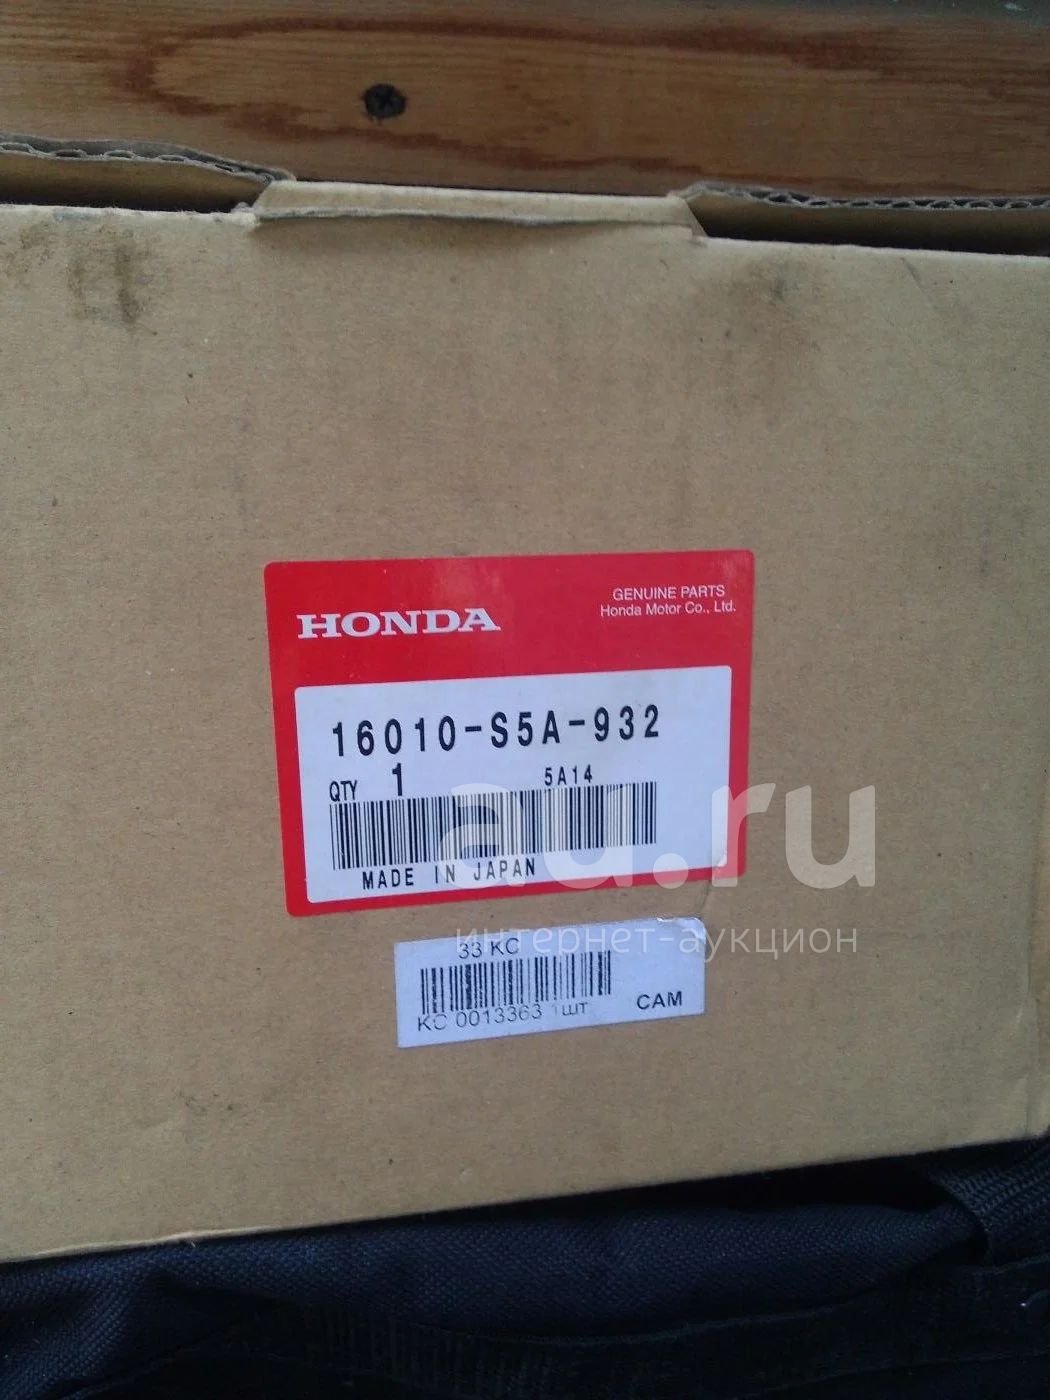 HONDA
GENUINE PARTS
Honda Motor Co., Ltd.
16010-S5A-932
QTY 1 5A14
MADE IN JAPAN
au.ru
интернет-аукцион
33 KC
KC 0013363 1шт
CAM